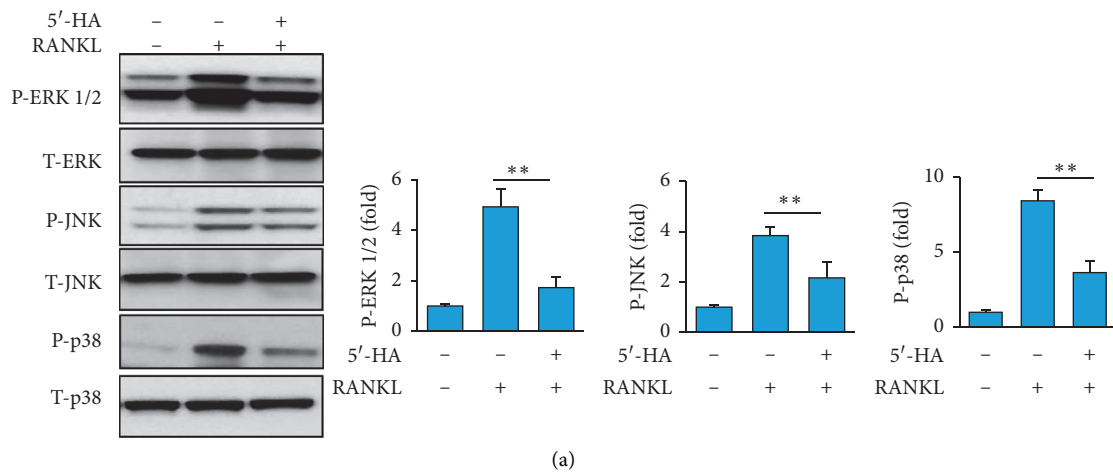 5′-HA − − +
RANKL − + +
P-ERK 1/2
T-ERK
P-JNK
T-JNK
P-p38
T-p38
P-ERK 1/2 (fold)
6
4
2
0
**
5′-HA − − +
RANKL − + +
P-JNK (fold)
6
4
2
0
**
5′-HA − − +
RANKL − + +
P-p38 (fold)
10
5
0
**
5′-HA − − +
RANKL − + +
(a)